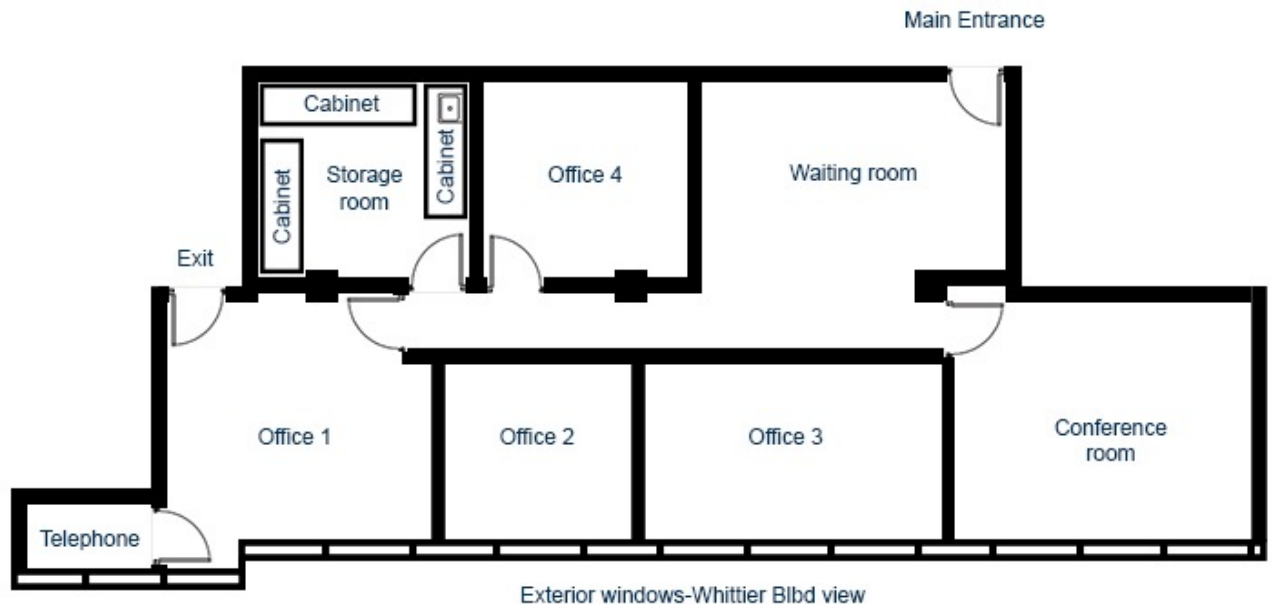 Main Entrance
Cabinet
Cabinet
Office 4
Waiting room
Storage
room
Cabinet
Exit
Office 1
Office 2
Office 3
Conference
room
Telephone
Exterior windows-Whittier Blbd view